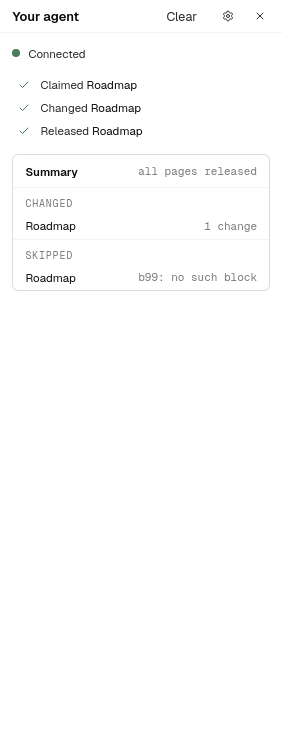 Your agent Clear
Connected
Claimed Roadmap
Changed Roadmap
Released Roadmap
Summary all pages released
CHANGED
Roadmap 1 change
SKIPPED
Roadmap b99: no such block